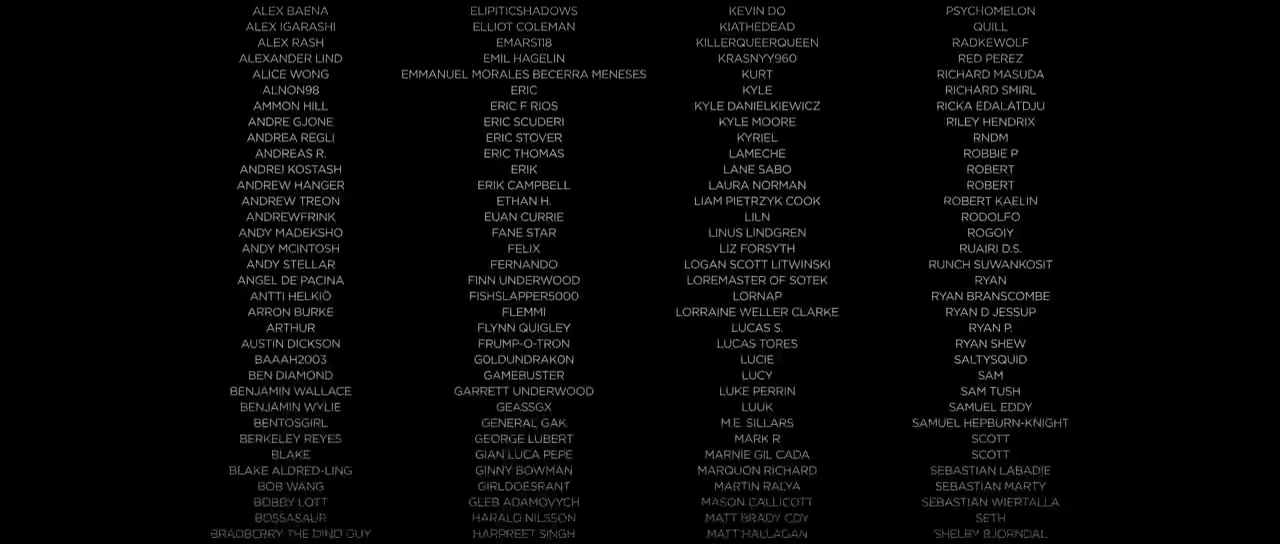 ALEX BAENA
ALEX IGARASHI
ALEX RASH
ALEXANDER LIND
ALICE WONG
ALNON98
AMMON HILL
ANDRE GJONE
ANDREA REGLI
ANDREAS R.
ANDREI KOSTASH
ANDREW HANGER
ANDREW TREON
ANDREWFRINK
ANDY MADEKSHO
ANDY MCINTOSH
ANDY STELLAR
ANGEL DE PACINA
ANTTI HELKIÖ
ARRON BURKE
ARTHUR
AUSTIN DICKSON
BAAAH2003
BEN DIAMOND
BENJAMIN WALLACE
BENJAMIN WYLIE
BENTOSGIRL
BERKELEY REYES
BLAKE
BLAKE ALDRED-LING
BOB WANG
BOBBY LOTT
BOSSASAUR
BRADBERRY THE DINO GUY
ELIPITICSHADOWS
ELLIOT COLEMAN
EMARS118
EMIL HAGELIN
EMMANUEL MORALES BECERRA MENESES
ERIC
ERIC F RIOS
ERIC SCUDERI
ERIC STOVER
ERIC THOMAS
ERIK
ERIK CAMPBELL
ETHAN H.
EUAN CURRIE
FANE STAR
FELIX
FERNANDO
FINN UNDERWOOD
FISHSLAPPER5000
FLEMMI
FLYNN QUIGLEY
FRUMP-O-TRON
G0LDUNDRAK0N
GAMEBUSTER
GARRETT UNDERWOOD
GEASSGX
GENERAL GAK
GEORGE LUBERT
GIAN LUCA PEPE
GINNY BOWMAN
GIRLDOESRANT
GLEB ADAMOVYCH
HARALD NILSSON
HARPREET SINGH
KEVIN DO
KIATHEDEAD
KILLERQUEERQUEEN
KRASNYY960
KURT
KYLE
KYLE DANIELKIEWICZ
KYLE MOORE
KYRIEL
LAMECHE
LANE SABO
LAURA NORMAN
LIAM PIETRZYK COOK
LILN
LINUS LINDGREN
LIZ FORSYTH
LOGAN SCOTT LITWINSKI
LOREMASTER OF SOTEK
LORNAP
LORRAINE WELLER CLARKE
LUCAS S.
LUCAS TORES
LUCIE
LUCY
LUKE PERRIN
LUUK
M.E. SILLARS
MARK R
MARNIE GIL CADA
MARQUON RICHARD
MARTIN RALYA
MASON CALLICOTT
MATT BRADY COY
MATT HALLAGAN
PSYCHOMELON
QUILL
RADKEWOLF
RED PEREZ
RICHARD MASUDA
RICHARD SMIRL
RICKA EDALATDJU
RILEY HENDRIX
RNDM
ROBBIE P
ROBERT
ROBERT
ROBERT KAELIN
RODOLFO
ROGOIY
RUAIRI D.S.
RUNCH SUWANKOSIT
RYAN
RYAN BRANSCOMBE
RYAN D JESSUP
RYAN P.
RYAN SHEW
SALTYSQUID
SAM
SAM TUSH
SAMUEL EDDY
SAMUEL HEPBURN-KNIGHT
SCOTT
SCOTT
SEBASTIAN LABADIE
SEBASTIAN MARTY
SEBASTIAN WIERTALLA
SETH
SHELBY BJORNDAL